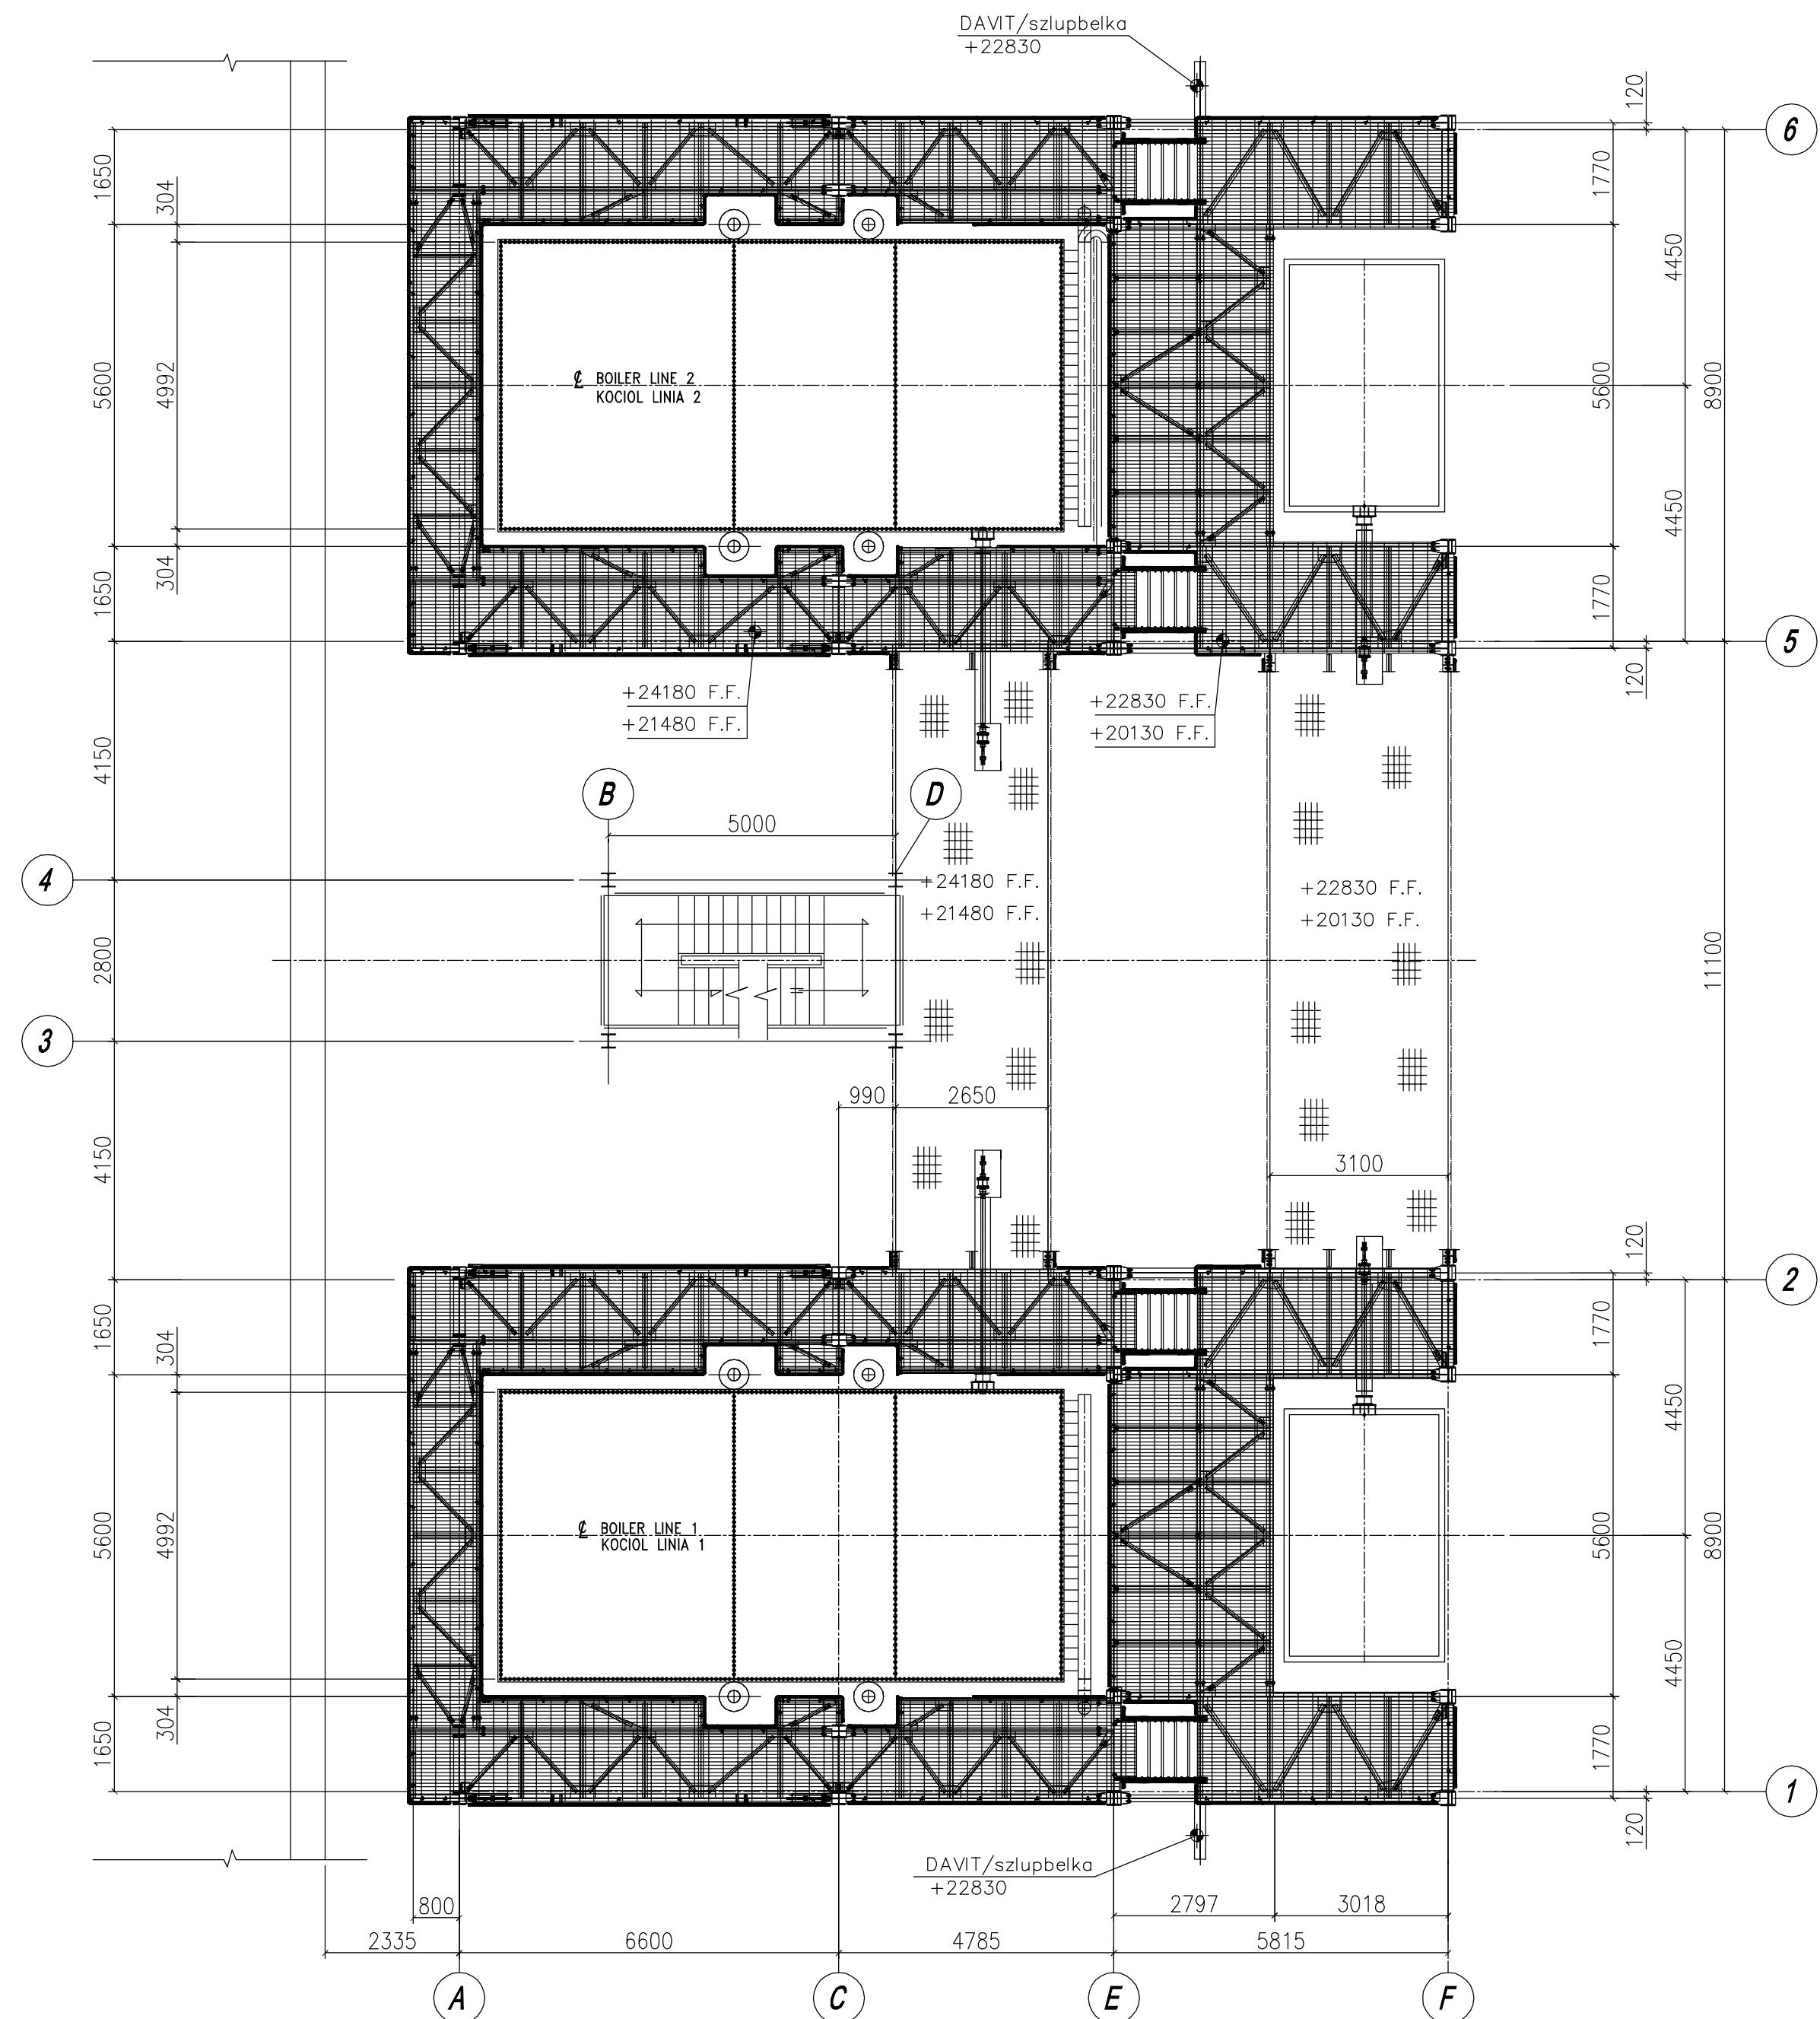 DAVIT/szlupbelka
+22830
6
120
1650
304
1770
4450
5600
4992
5600
8900
℄ BOILER LINE 2
KOCIOL LINIA 2
4450
304
1650
1770
5
120
+24180 F.F.
+21480 F.F.
+22830 F.F.
+20130 F.F.
4150
B
D
5000
4
+24180 F.F.
+21480 F.F.
+22830 F.F.
+20130 F.F.
2800
11100
3
990
2650
4150
3100
120
2
1650
304
1770
4450
5600
4992
5600
8900
℄ BOILER LINE 1
KOCIOL LINIA 1
4450
304
1650
1770
1
120
DAVIT/szlupbelka
+22830
800
2797
3018
2335
6600
4785
5815
A
C
E
F